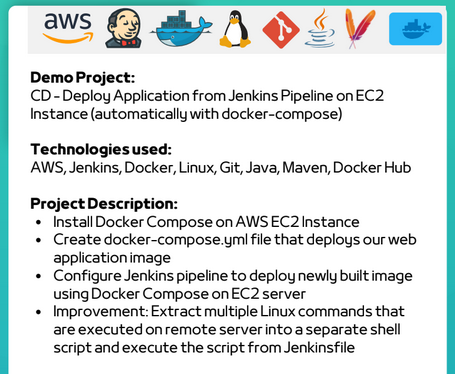 aws
Demo Project:
CD - Deploy Application from Jenkins Pipeline on EC2
Instance (automatically with docker-compose)
Technologies used:
AWS, Jenkins, Docker, Linux, Git, Java, Maven, Docker Hub
Project Description:
• Install Docker Compose on AWS EC2 Instance
• Create docker-compose.yml file that deploys our web
application image
• Configure Jenkins pipeline to deploy newly built image
using Docker Compose on EC2 server
• Improvement: Extract multiple Linux commands that
are executed on remote server into a separate shell
script and execute the script from Jenkinsfile